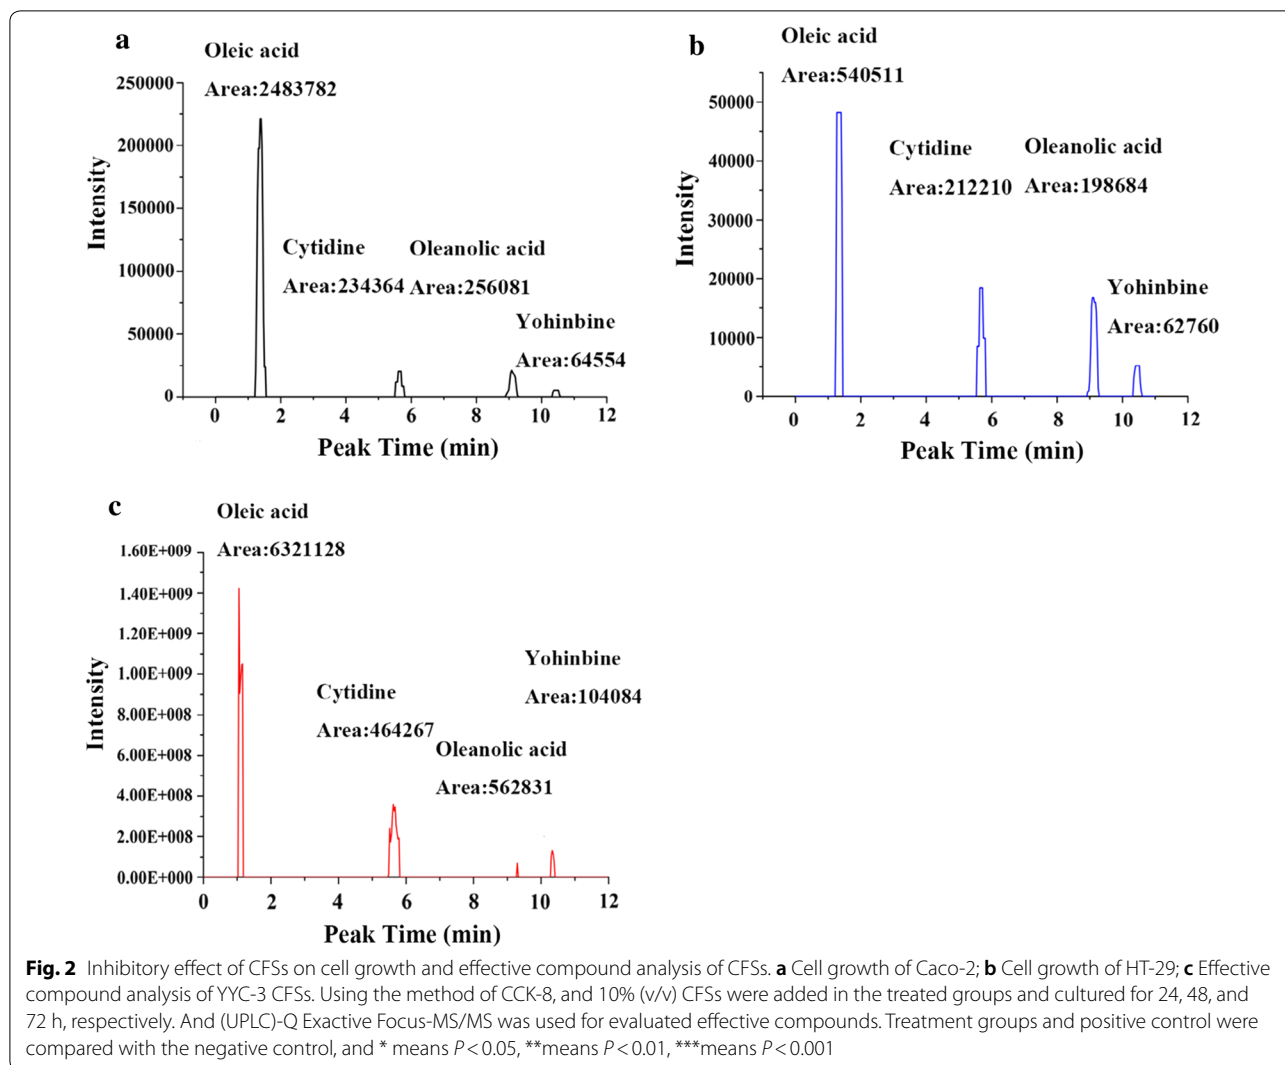 a
Oleic acid
Area:2483782
250000
200000
150000
100000
50000
0
Intensity
Cytidine
Area:234364
Oleanolic acid
Area:256081
Yohinbine
Area:64554
0 2 4 6 8 10 12
Peak Time (min)
b
Oleic acid
Area:540511
50000
40000
30000
20000
10000
0
Intensity
Cytidine
Area:212210
Oleanolic acid
Area:198684
Yohinbine
Area:62760
0 2 4 6 8 10 12
Peak Time (min)
c
Oleic acid
Area:6321128
1.60E+009
1.40E+009
1.20E+009
1.00E+009
8.00E+008
6.00E+008
4.00E+008
2.00E+008
0.00E+000
Intensity
Cytidine
Area:464267
Oleanolic acid
Area:562831
Yohinbine
Area:104084
0 2 4 6 8 10 12
Peak Time (min)
Fig. 2 Inhibitory effect of CFSs on cell growth and effective compound analysis of CFSs. a Cell growth of Caco-2; b Cell growth of HT-29; c Effective
compound analysis of YYC-3 CFSs. Using the method of CCK-8, and 10% (v/v) CFSs were added in the treated groups and cultured for 24, 48, and
72 h, respectively. And (UPLC)-Q Exactive Focus-MS/MS was used for evaluated effective compounds. Treatment groups and positive control were
compared with the negative control, and * means P < 0.05, **means P < 0.01, ***means P < 0.001